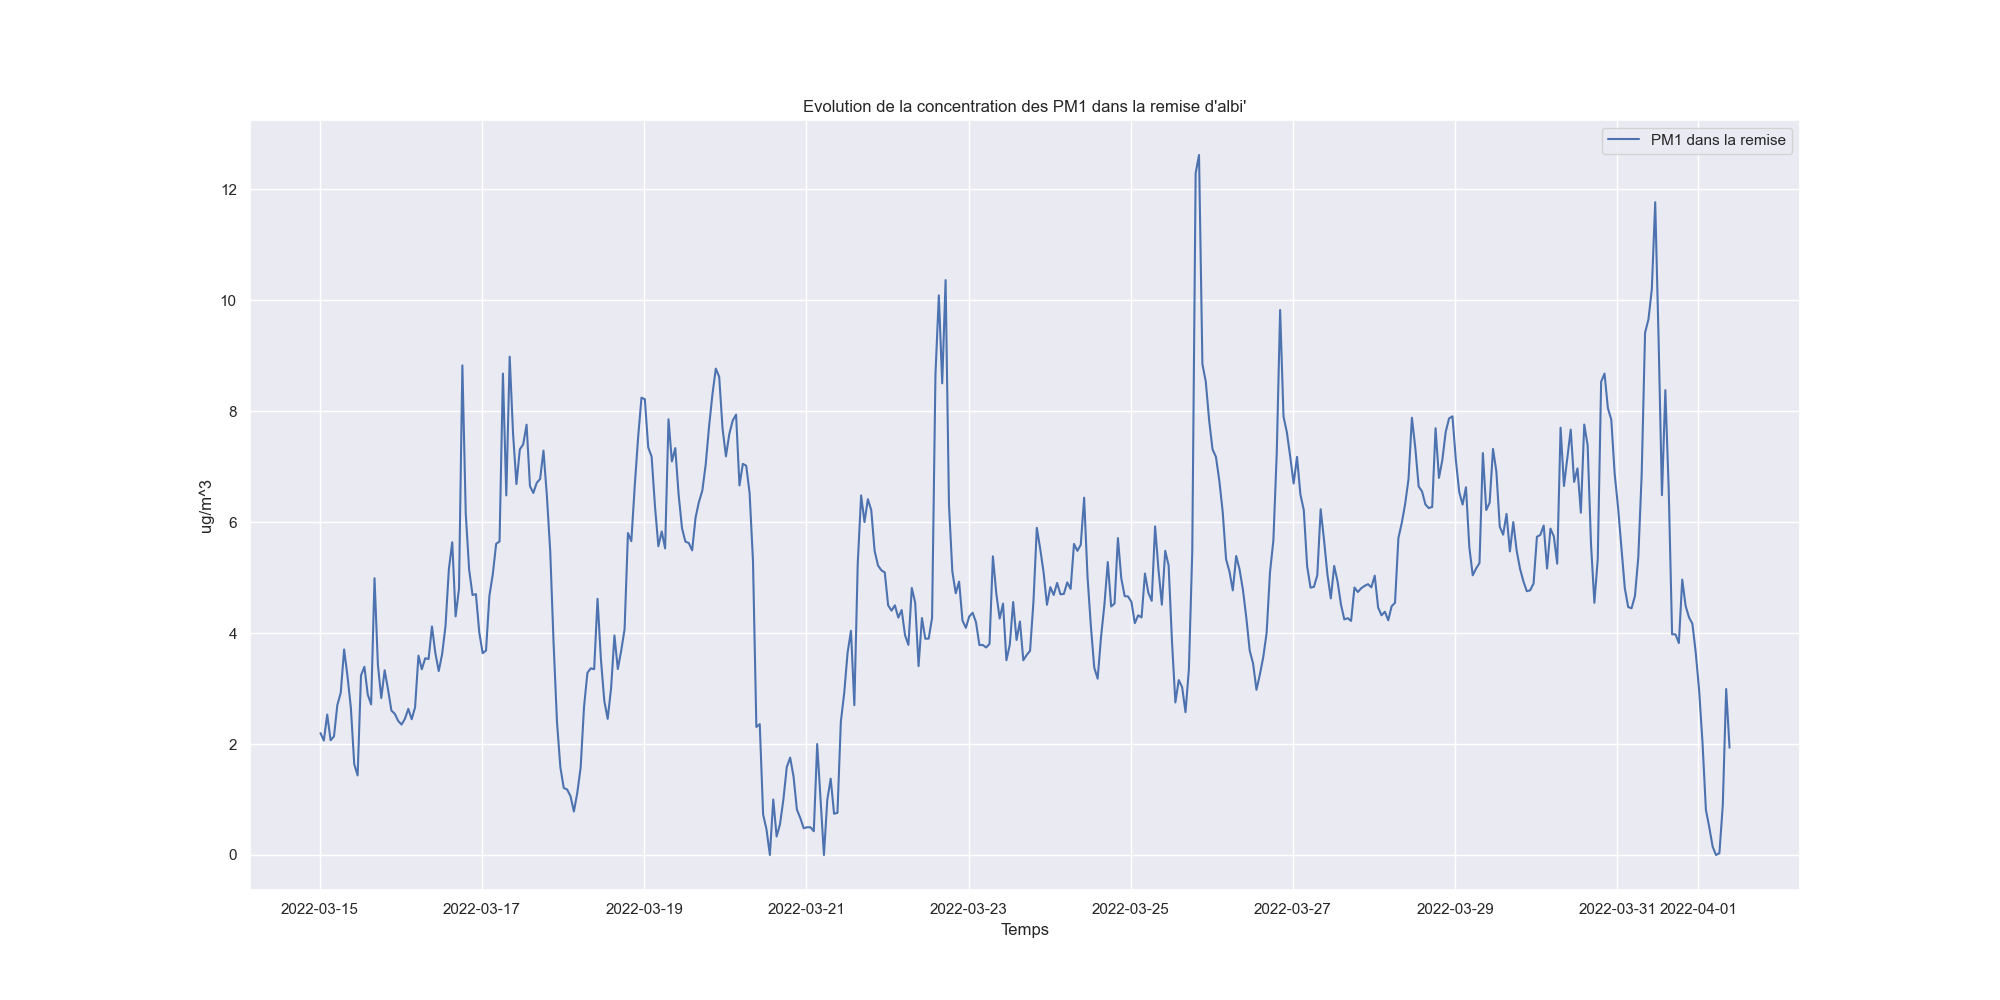 Evolution de la concentration des PM1 dans la remise d'albi'
PM1 dans la remise
ug/m^3
12
10
8
6
4
2
0
2022-03-15 2022-03-17 2022-03-19 2022-03-21 2022-03-23 2022-03-25 2022-03-27 2022-03-29 2022-03-31 2022-04-01
Temps